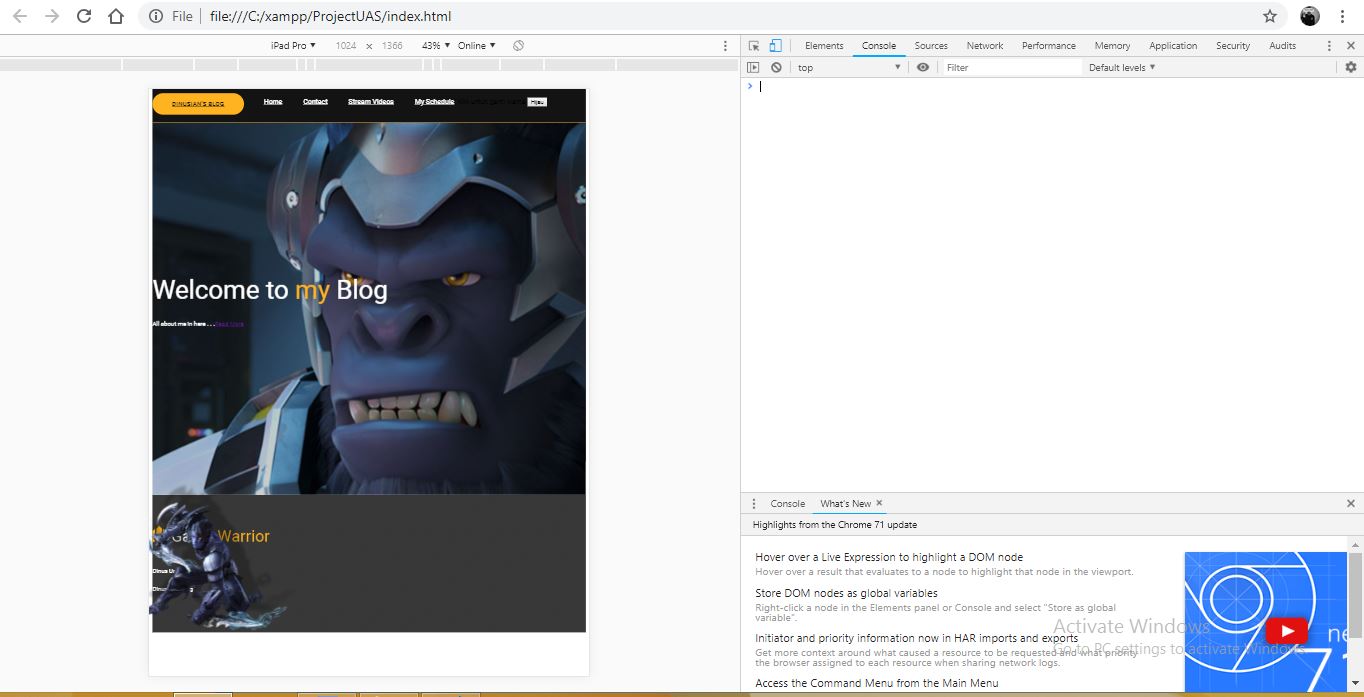 File file:///C:/xampp/ProjectUAS/index.html
iPad Pro ▼ 1024 × 1366 43% ▼ Online ▼
Elements Console Sources Network Performance Memory Application Security Audits
top ▼ Filter Default levels ▼
DINUSIAN'S BLOG Home Contact Stream Videos My Schedule Hijau
Welcome to my Blog
All about me in here . . . Read More
Warrior
Dinus Ur
Console What's New ×
Highlights from the Chrome 71 update
Hover over a Live Expression to highlight a DOM node
Hover over a result that evaluates to a node to highlight that node in the viewport.
Store DOM nodes as global variables
Right-click a node in the Elements panel or Console and select "Store as global
variable".
Initiator and priority information now in HAR imports and exports
Get more context around what caused a resource to be requested and what priority
the browser assigned to each resource when sharing network logs.
Access the Command Menu from the Main Menu
ne
71
Activate Windows
Go to PC settings to activate Windows.